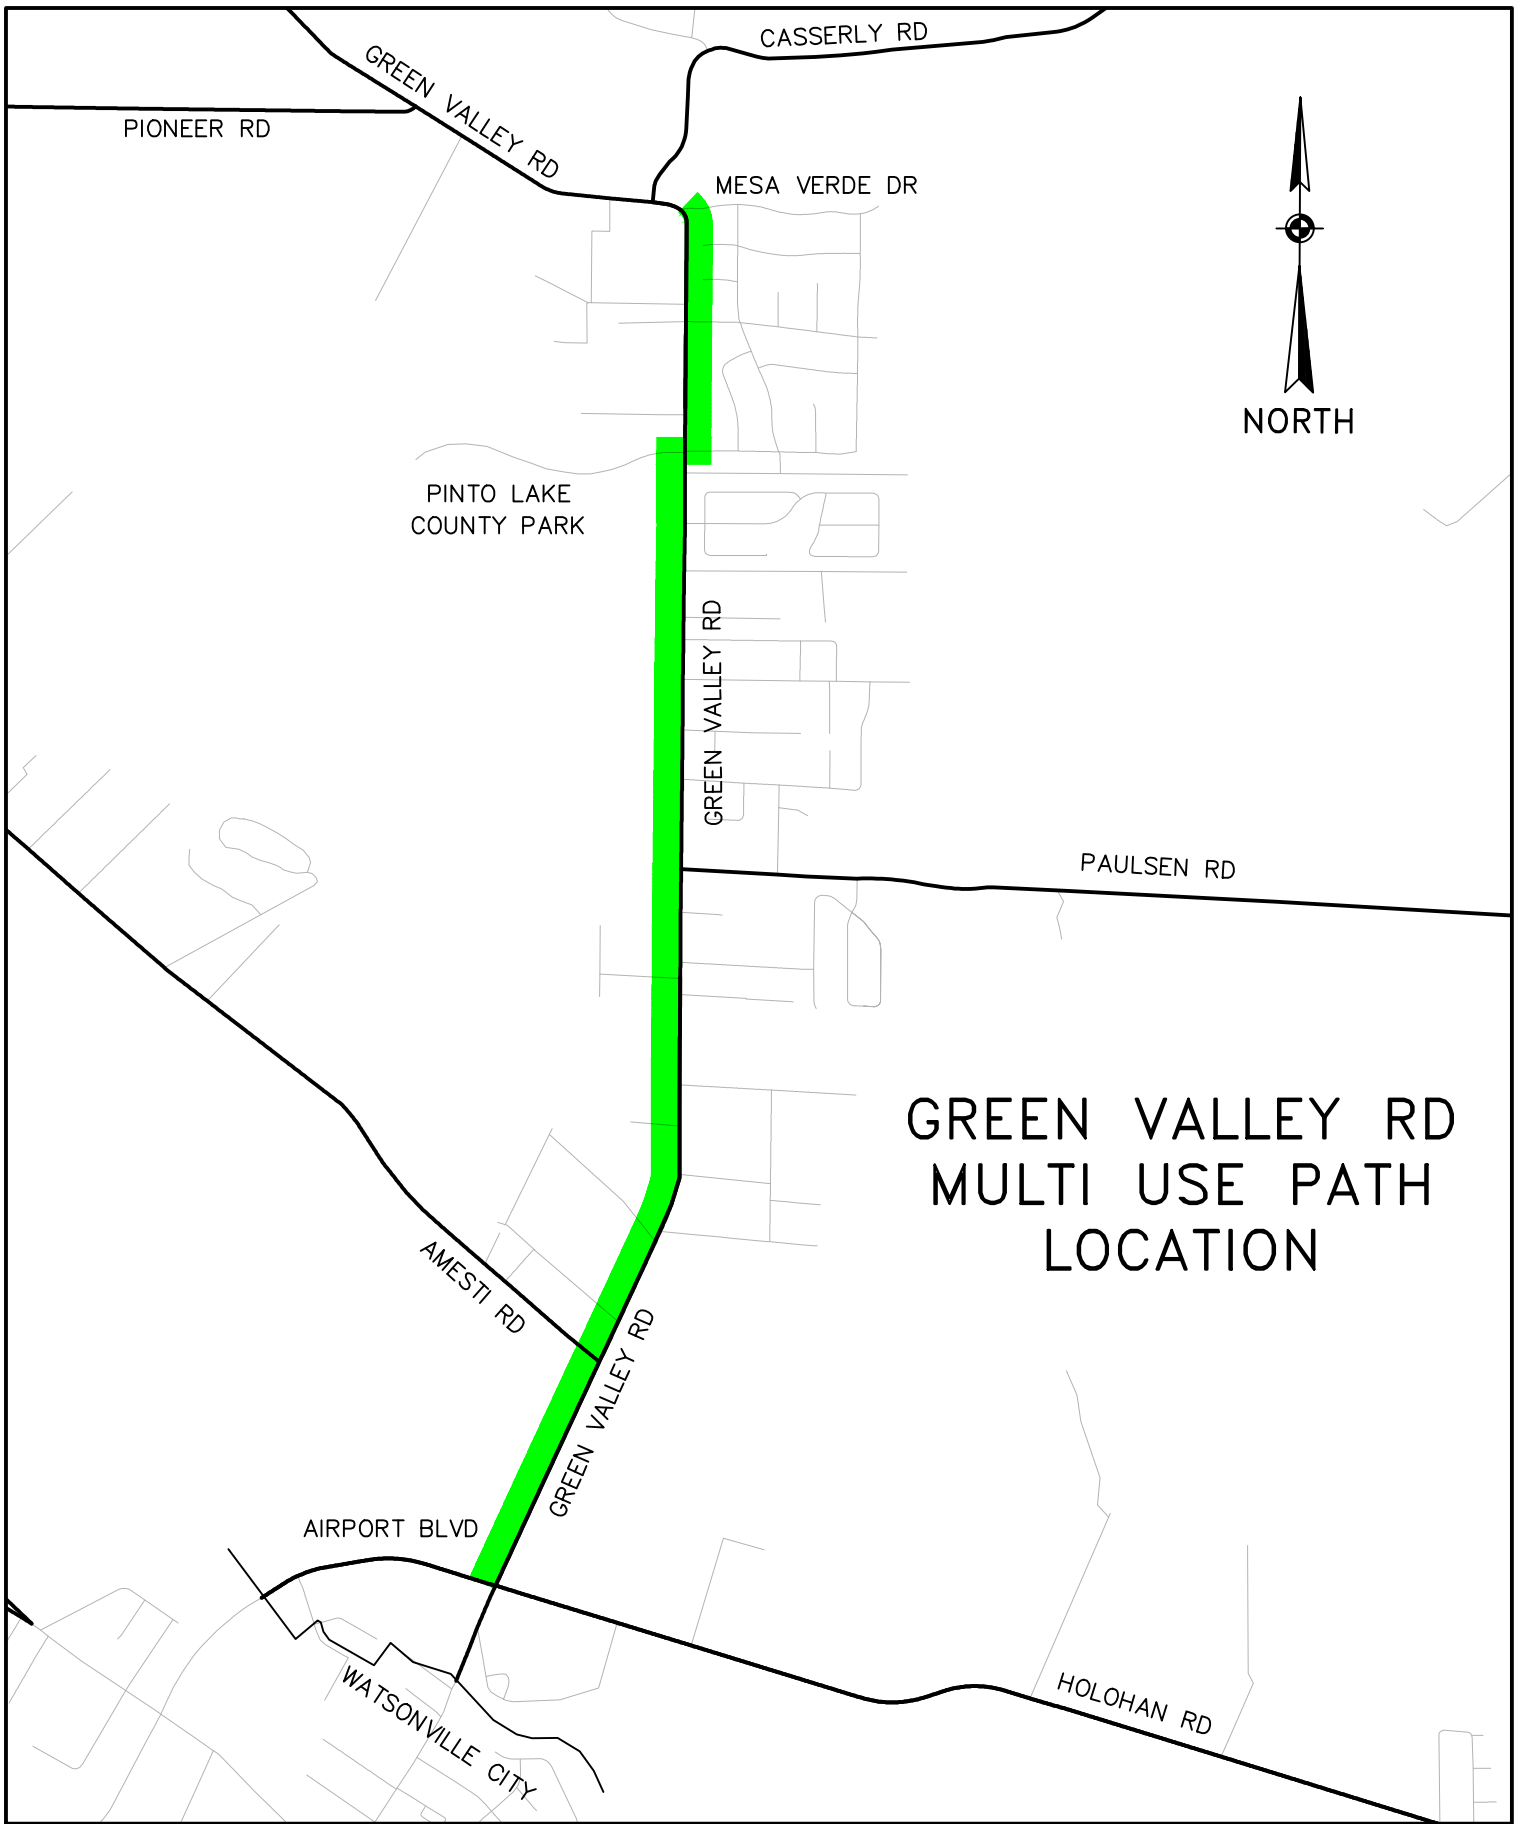 CASSERLY RD
GREEN VALLEY RD
PIONEER RD
MESA VERDE DR
NORTH
PINTO LAKE
COUNTY PARK
GREEN VALLEY RD
PAULSEN RD
GREEN VALLEY RD
MULTI USE PATH
LOCATION
AMESTI RD
GREEN VALLEY RD
AIRPORT BLVD
WATSONVILLE CITY
HOLOHAN RD